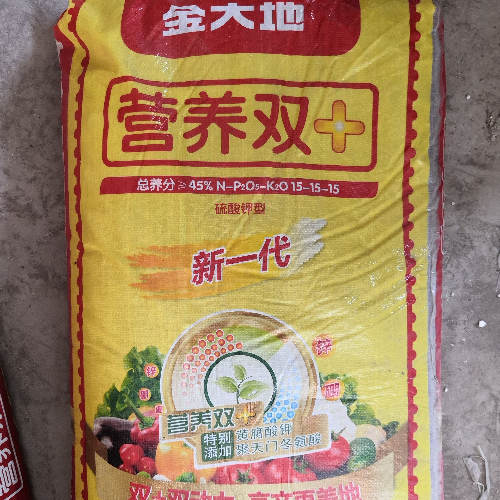 金大地
营养双+
总养分≥45% N-P₂O₅-K₂O 15-15-15
硫酸钾型
新一代
营养双
特别添加
黄腐酸钾
聚天门冬氨酸